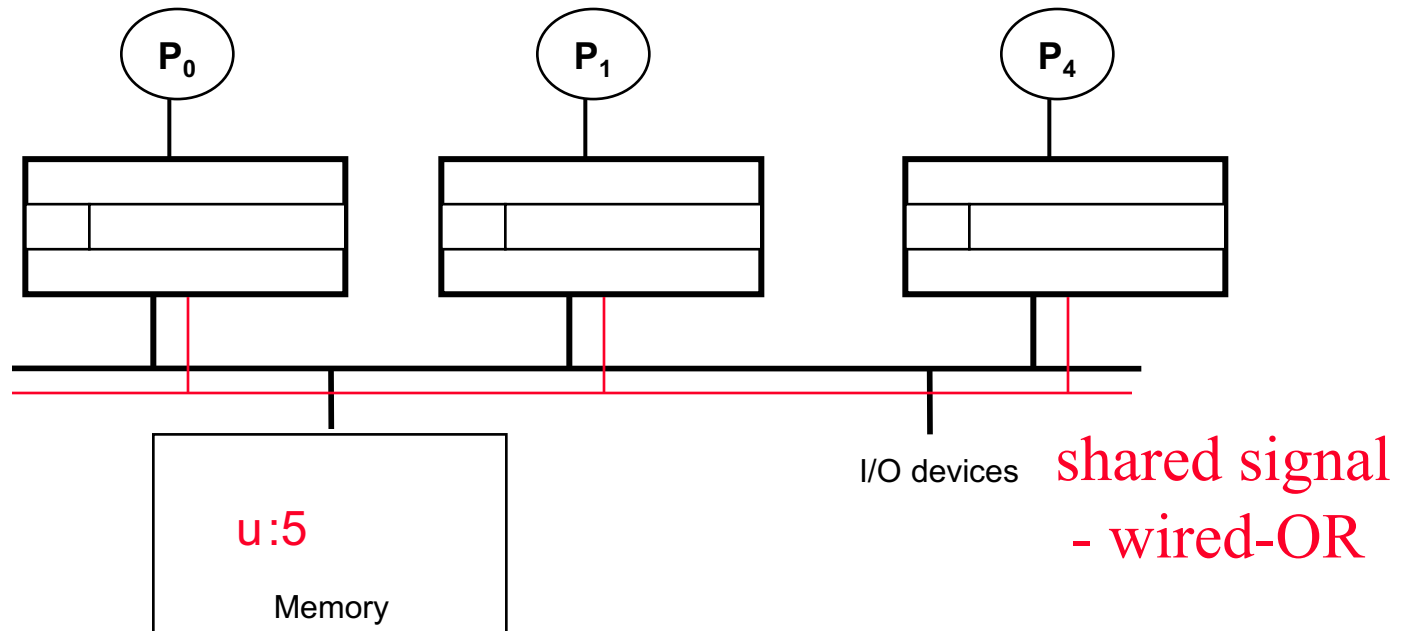 P₀
P₁
P₄
I/O devices
shared signal
- wired-OR
u:5
Memory